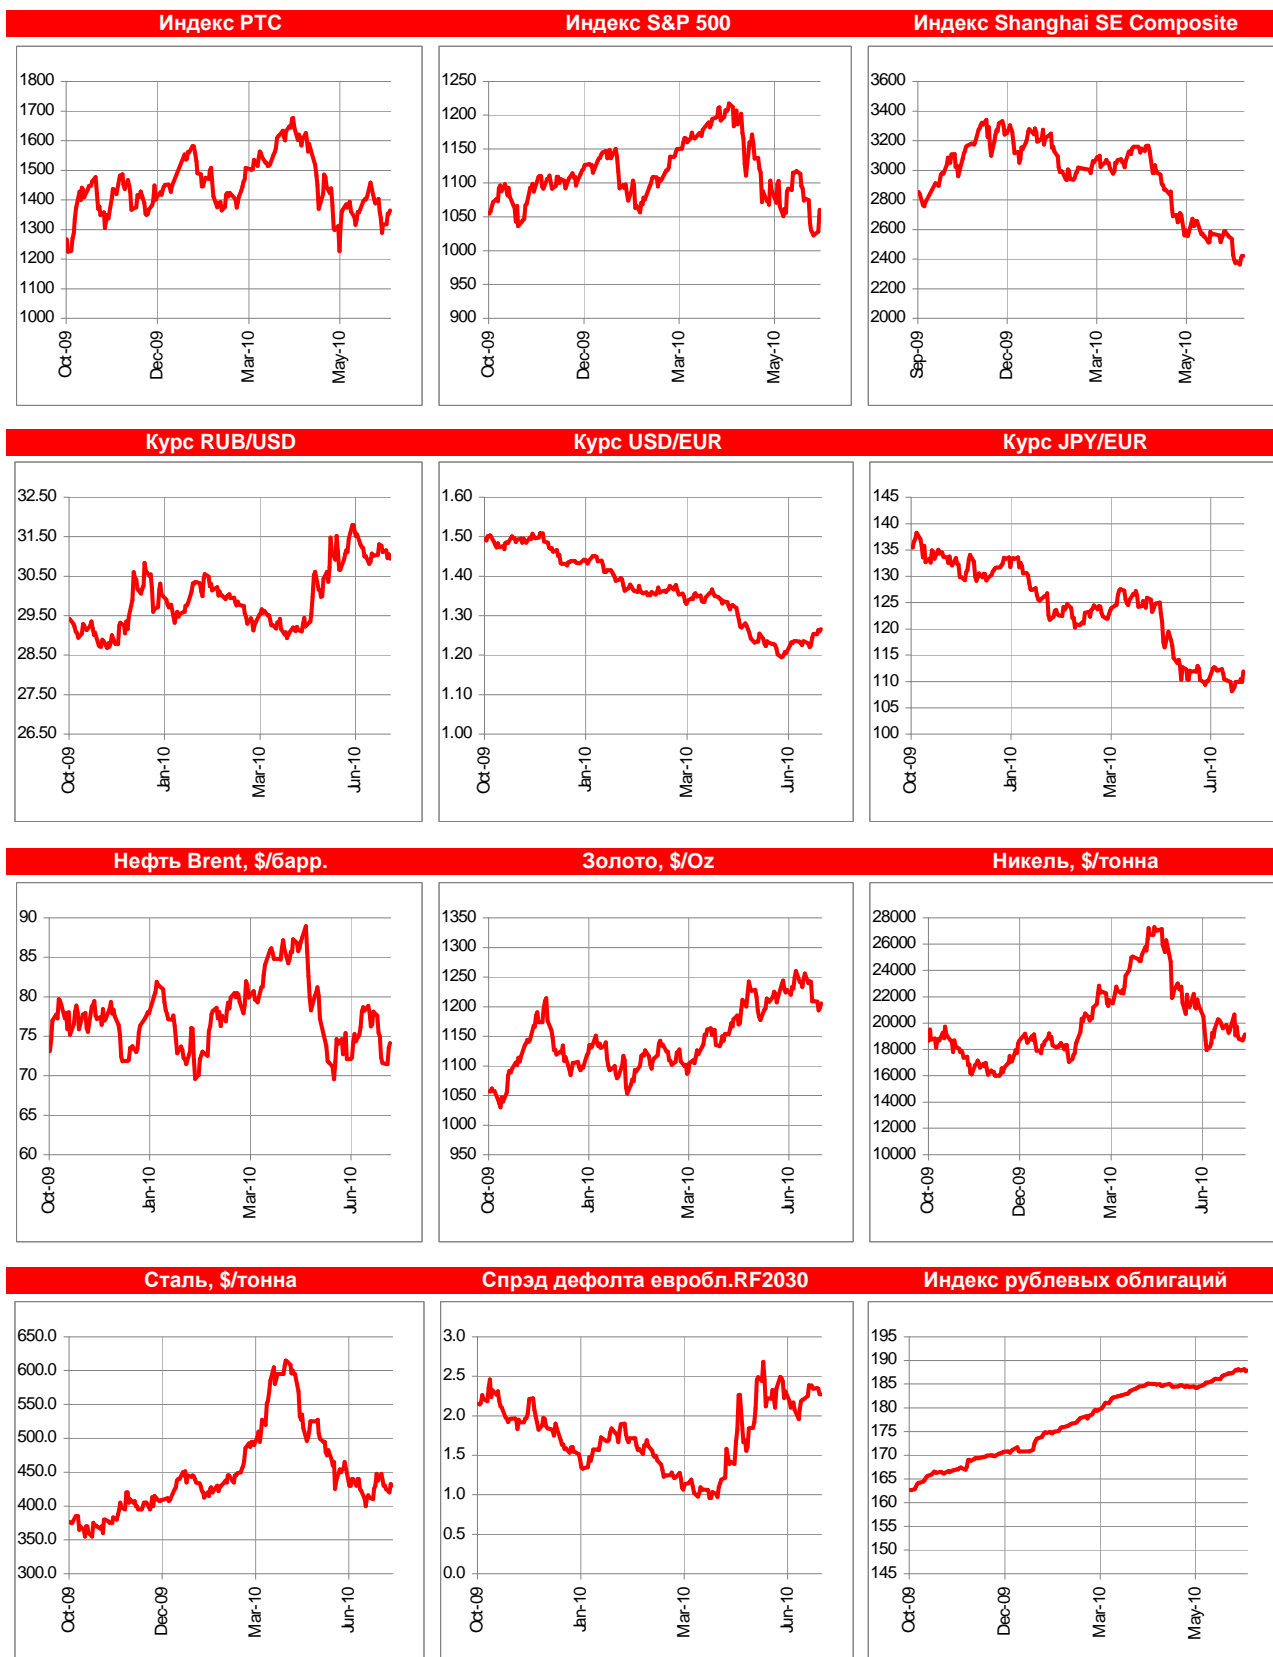 Индекс РТС
Индекс S&P 500
Индекс Shanghai SE Composite
1800
1700
1600
1500
1400
1300
1200
1100
1000
Oct-09
Dec-09
Mar-10
May-10
1250
1200
1150
1100
1050
1000
950
900
Oct-09
Dec-09
Mar-10
May-10
3600
3400
3200
3000
2800
2600
2400
2200
2000
Sep-09
Dec-09
Mar-10
May-10
Курс RUB/USD
Курс USD/EUR
Курс JPY/EUR
32.50
31.50
30.50
29.50
28.50
27.50
26.50
Oct-09
Jan-10
Mar-10
Jun-10
1.60
1.50
1.40
1.30
1.20
1.10
1.00
Oct-09
Jan-10
Mar-10
Jun-10
145
140
135
130
125
120
115
110
105
100
Oct-09
Jan-10
Mar-10
Jun-10
Нефть Brent, $/барр.
Золото, $/Oz
Никель, $/тонна
90
85
80
75
70
65
60
Oct-09
Jan-10
Mar-10
Jun-10
1350
1300
1250
1200
1150
1100
1050
1000
950
Oct-09
Jan-10
Mar-10
Jun-10
28000
26000
24000
22000
20000
18000
16000
14000
12000
10000
Oct-09
Dec-09
Mar-10
Jun-10
Сталь, $/тонна
Спрэд дефолта евробл.RF2030
Индекс рублевых облигаций
650.0
600.0
550.0
500.0
450.0
400.0
350.0
300.0
Oct-09
Dec-09
Mar-10
Jun-10
3.0
2.5
2.0
1.5
1.0
0.5
0.0
Oct-09
Jan-10
Mar-10
Jun-10
195
190
185
180
175
170
165
160
155
150
145
Oct-09
Dec-09
Mar-10
May-10